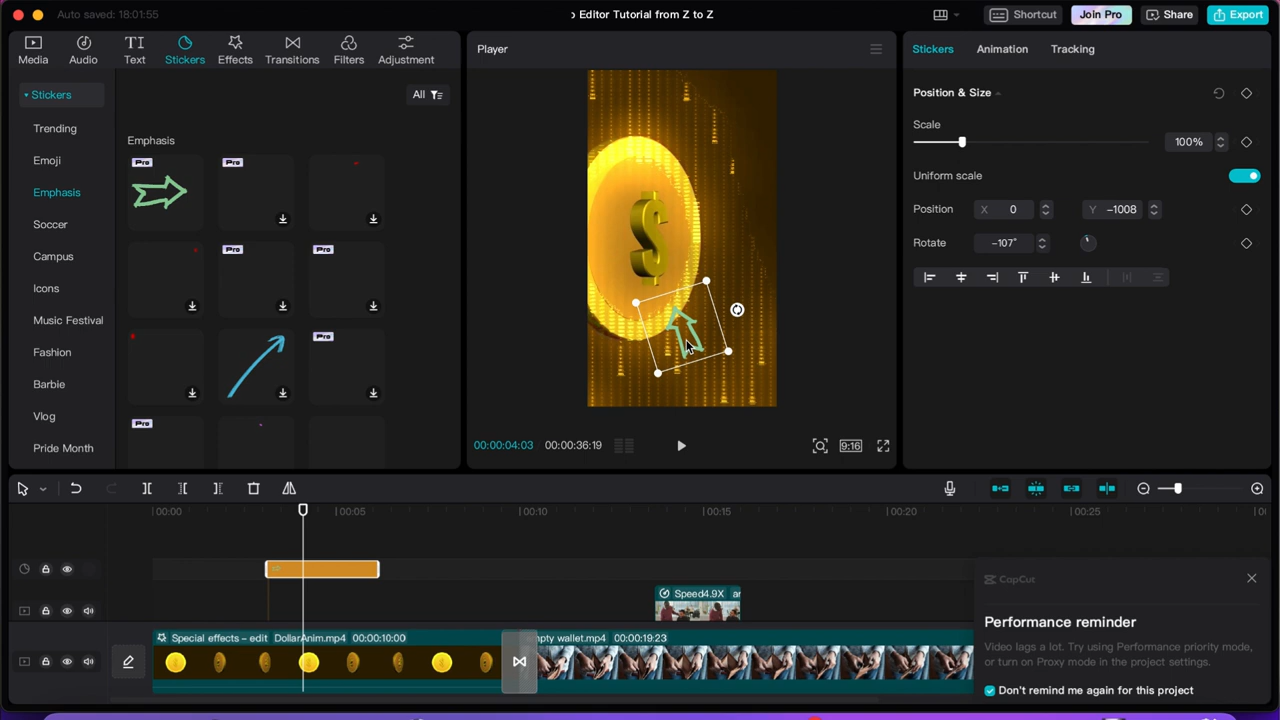 Auto saved: 18:01:55
Editor Tutorial from Z to Z
Shortcut
Join Pro
Share
Export
Media
Audio
Text
Stickers
Effects
Transitions
Filters
Adjustment
Stickers
Trending
Emoji
Emphasis
Soccer
Campus
Icons
Music Festival
Fashion
Barbie
Vlog
Pride Month
All
Emphasis
Pro
Pro
Pro
Pro
Pro
Pro
Player
$
00:00:04:03
00:00:36:19
9:16
Stickers
Animation
Tracking
Position & Size
Scale
100%
Uniform scale
Position
X
0
Y
-1008
Rotate
-107°
00:00
00:05
00:10
00:15
00:20
00:25
Speed4.9X
Special effects – edit
DollarAnim.mp4
00:00:10:00
mpty wallet.mp4
00:00:19:23
CapCut
Performance reminder
Video lags a lot. Try using Performance priority mode,
or turn on Proxy mode in the project settings.
Don't remind me again for this project